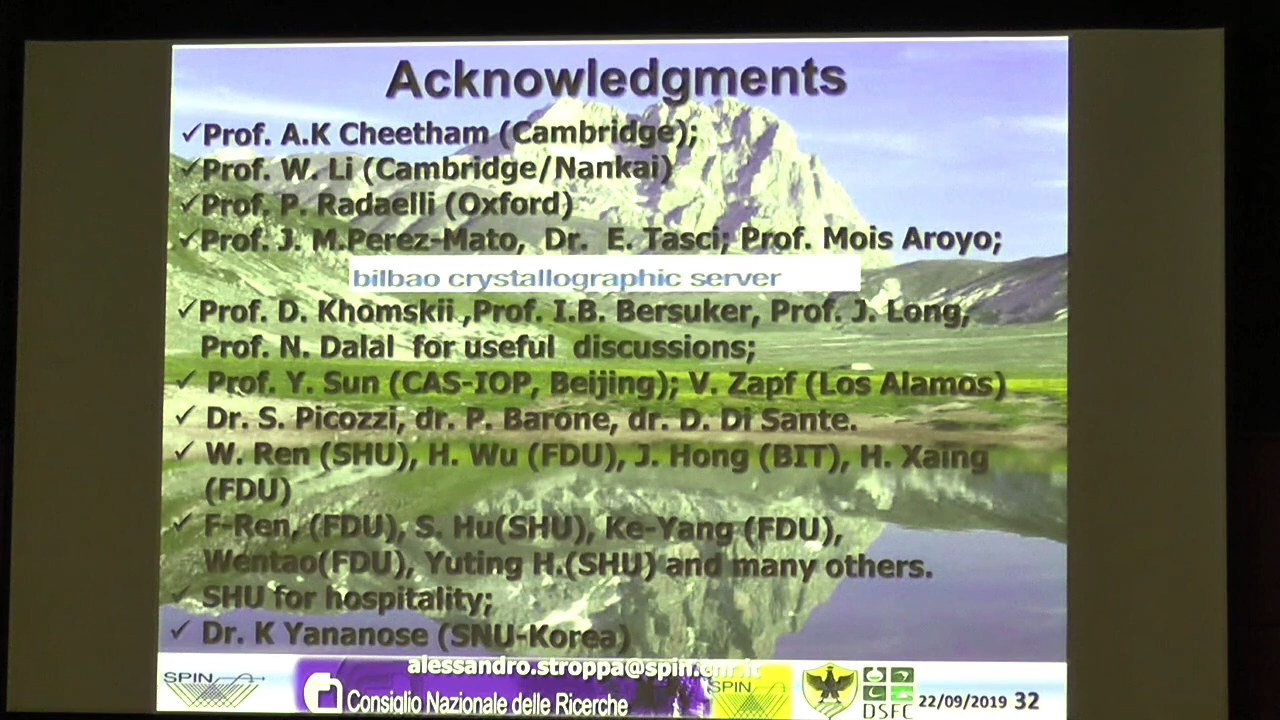 Acknowledgments
✓Prof. A.K Cheetham (Cambridge);
✓Prof. W. Li (Cambridge/Nankai)
✓Prof. P. Radaelli (Oxford)
✓Prof. J. M.Perez-Mato, Dr. E. Tasci; Prof. Mois Aroyo;
bilbao crystallographic server
✓Prof. D. Khomskii ,Prof. I.B. Bersuker, Prof. J. Long,
Prof. N. Dalal for useful discussions;
✓ Prof. Y. Sun (CAS-IOP, Beijing); V. Zapf (Los Alamos)
✓ Dr. S. Picozzi, dr. P. Barone, dr. D. Di Sante.
✓ W. Ren (SHU), H. Wu (FDU), J. Hong (BIT), H. Xaing
(FDU)
✓ F-Ren, (FDU), S. Hu(SHU), Ke-Yang (FDU),
Wentao(FDU), Yuting H.(SHU) and many others.
✓ SHU for hospitality;
✓ Dr. K Yananose (SNU-Korea)
alessandro.stroppa@spin.cnr.it
SPIN
Consiglio Nazionale delle Ricerche
SPIN
DSFC
22/09/2019 32